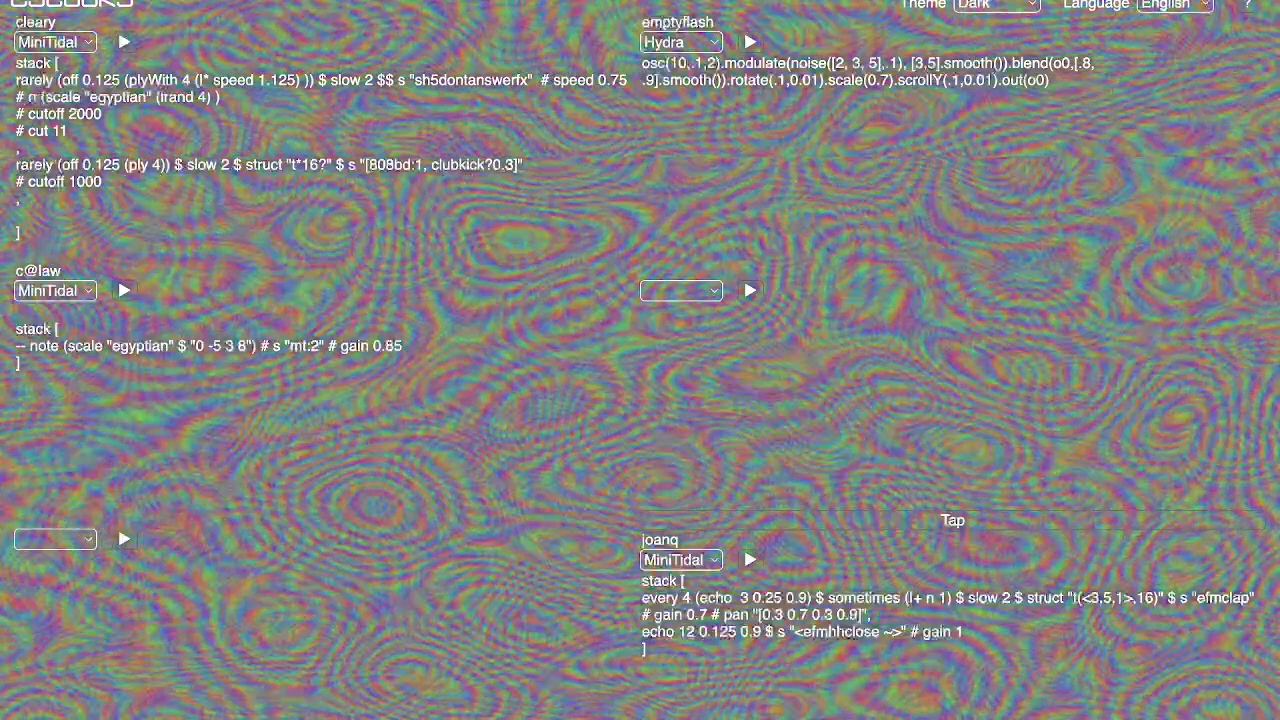 Theme Dark Language English ?
cleary
MiniTidal
stack [
rarely (off 0.125 (plyWith 4 (|* speed 1.125) )) $ slow 2 $$ s "sh5dontanswerfx"  # speed 0.75
# n (scale "egyptian" (irand 4) )
# cutoff 2000
# cut 11
,
rarely (off 0.125 (ply 4)) $ slow 2 $ struct "t*16?" $ s "[808bd:1, clubkick?0.3]"
# cutoff 1000
,
]
emptyflash
Hydra
osc(10,.1,2).modulate(noise([2, 3, 5],.1), [3,5].smooth()).blend(o0,[.8,
.9].smooth()).rotate(.1,0.01).scale(0.7).scrollY(.1,0.01).out(o0)
c@law
MiniTidal
stack [
-- note (scale "egyptian" $ "0 -5 3 8") # s "mt:2" # gain 0.85
]
Tap
joanq
MiniTidal
stack [
every 4 (echo  3 0.25 0.9) $ sometimes (|+ n 1) $ slow 2 $ struct "t(<3,5,1>,16)" $ s "efmclap"
# gain 0.7 # pan "[0.3 0.7 0.3 0.9]",
echo 12 0.125 0.9 $ s "<efmhhclose ~>" # gain 1
]